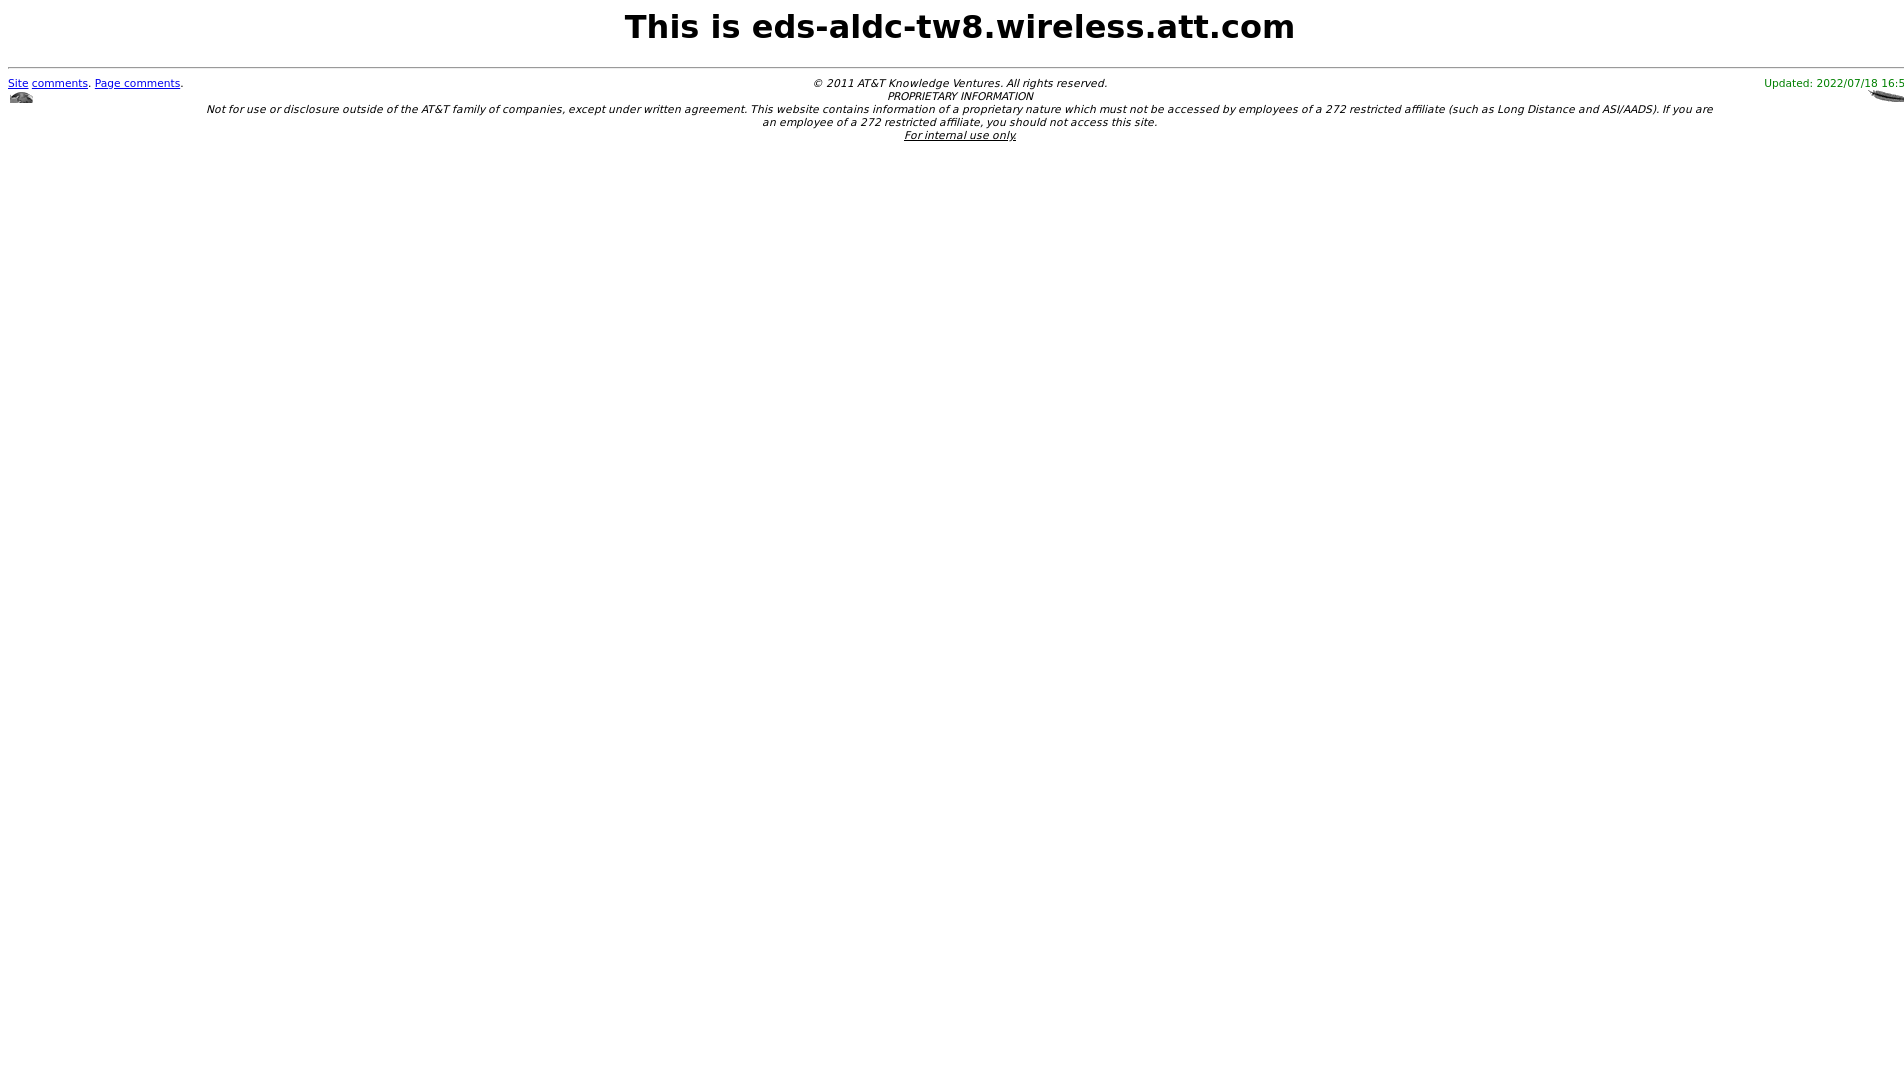 This is eds-aldc-tw8.wireless.att.com
Site comments. Page comments.
© 2011 AT&T Knowledge Ventures. All rights reserved.
Updated: 2022/07/18 16:5
PROPRIETARY INFORMATION
Not for use or disclosure outside of the AT&T family of companies, except under written agreement. This website contains information of a proprietary nature which must not be accessed by employees of a 272 restricted affiliate (such as Long Distance and ASI/AADS). If you are
an employee of a 272 restricted affiliate, you should not access this site.
For internal use only.